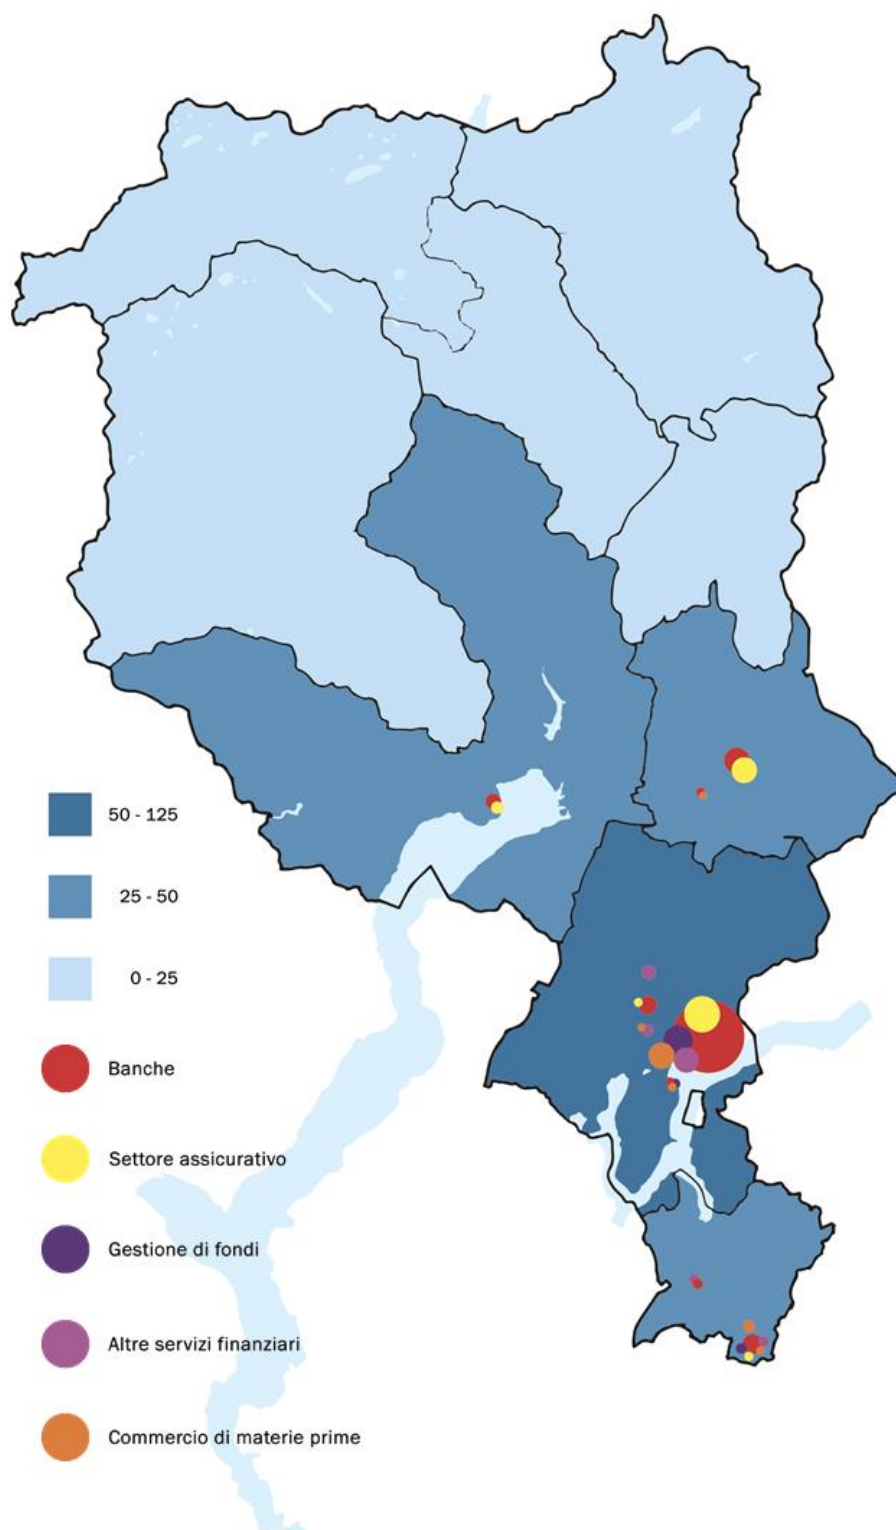 50 - 125
25 - 50
0 - 25
Banche
Settore assicurativo
Gestione di fondi
Altre servizi finanziari
Commercio di materie prime